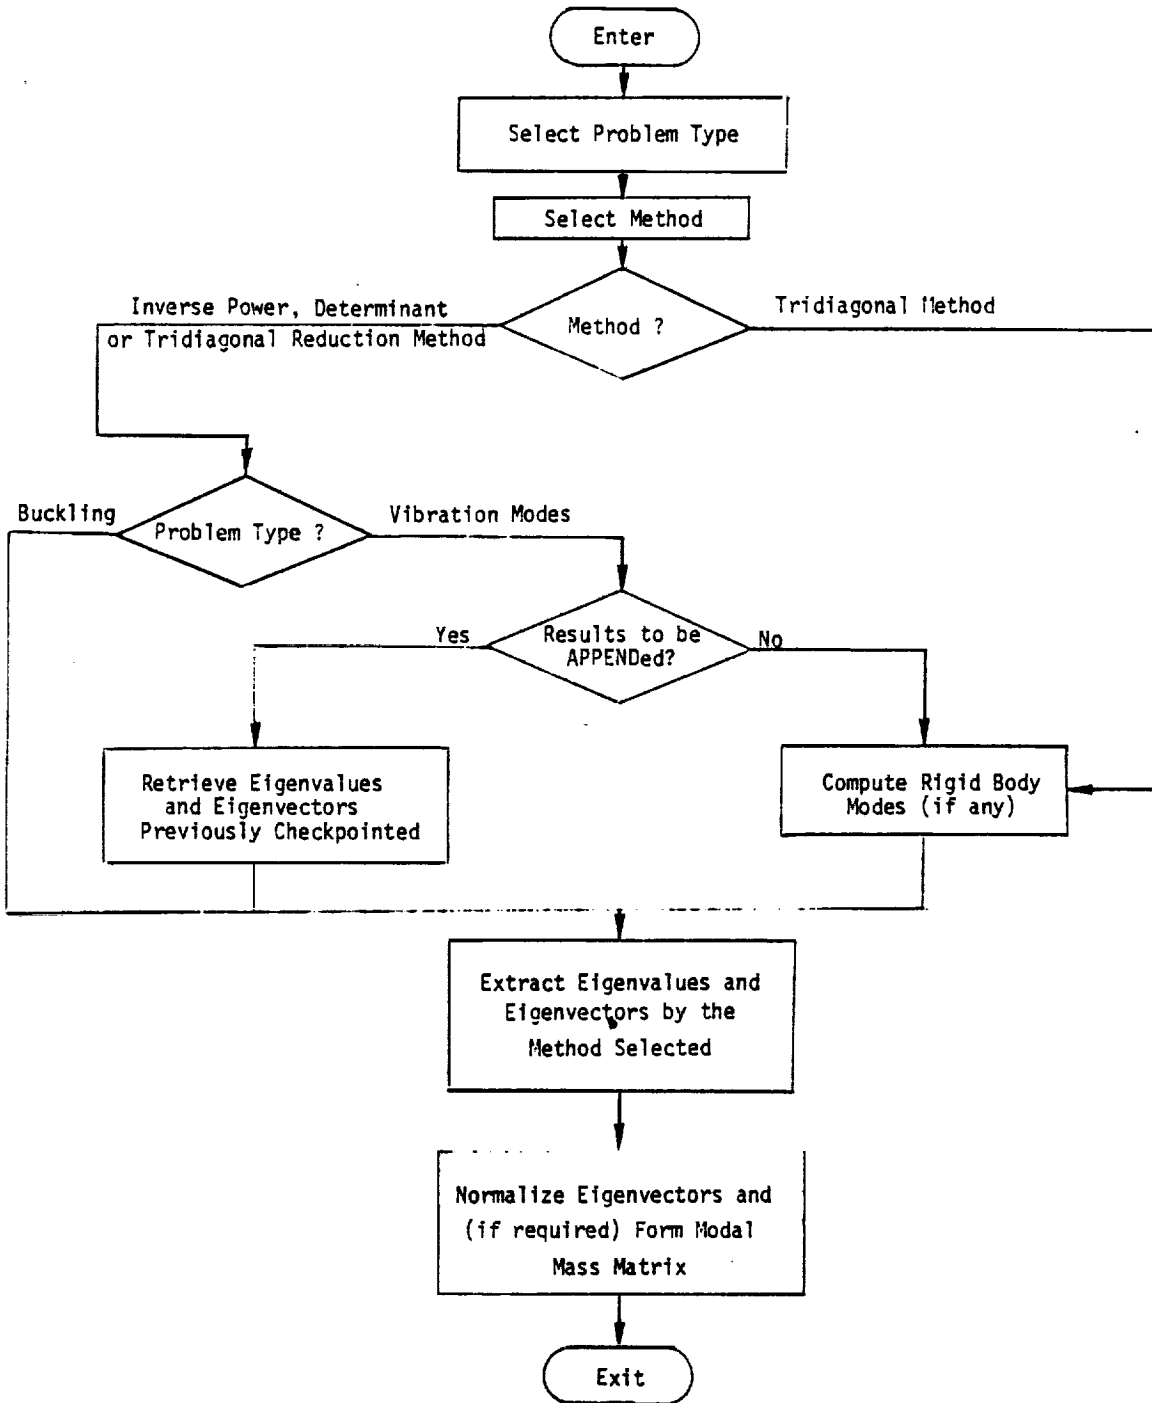 Enter
Select Problem Type
Select Method
Inverse Power, Determinant
or Tridiagonal Reduction Method
Method ?
Tridiagonal Method
Buckling
Problem Type ?
Vibration Modes
Yes
Results to be
APPENDed?
No
Retrieve Eigenvalues
and Eigenvectors
Previously Checkpointed
Compute Rigid Body
Modes (if any)
Extract Eigenvalues and
Eigenvectors by the
Method Selected
Normalize Eigenvectors and
(if required) Form Modal
Mass Matrix
Exit